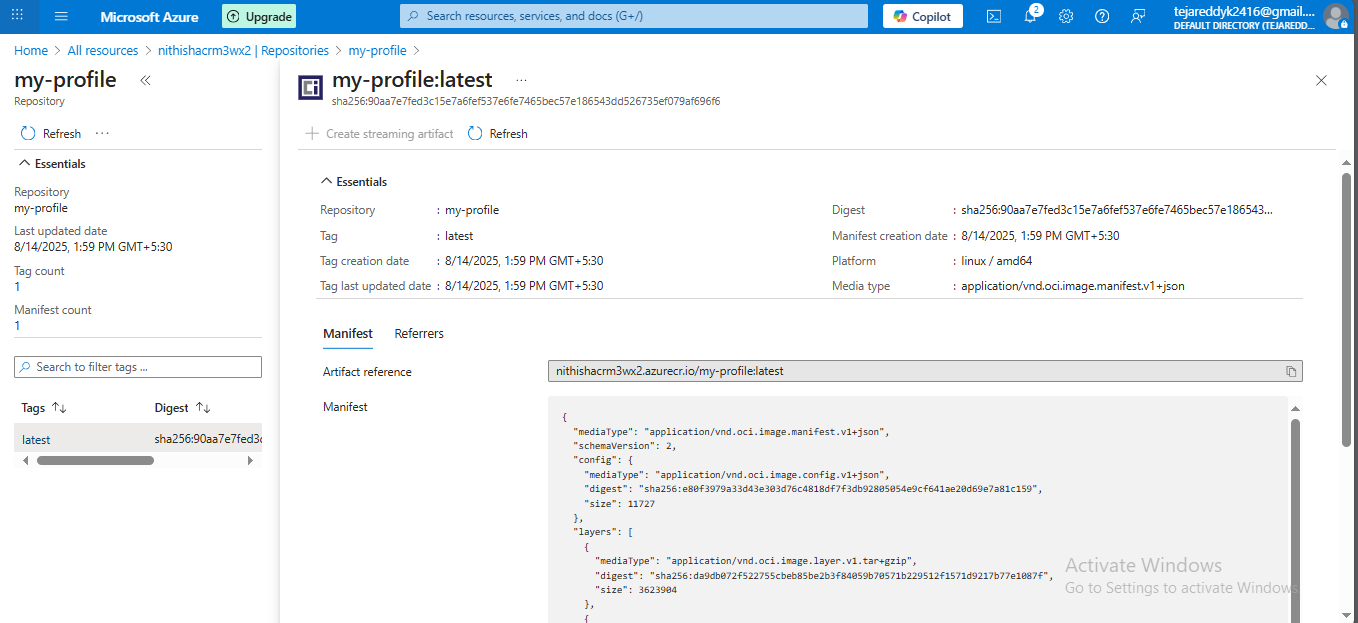 Microsoft Azure
Upgrade
Search resources, services, and docs (G+/)
Copilot
2
tejareddyk2416@gmail....
DEFAULT DIRECTORY (TEJAREDD...
Home > All resources > nithishacrm3wx2 | Repositories > my-profile >
my-profile
Repository
Refresh ...
Essentials
Repository
my-profile
Last updated date
8/14/2025, 1:59 PM GMT+5:30
Tag count
1
Manifest count
1
Search to filter tags ...
Tags Digest
latest sha256:90aa7e7fed3c
my-profile:latest ...
sha256:90aa7e7fed3c15e7a6fef537e6fe7465bec57e186543dd526735ef079af696f6
Create streaming artifact Refresh
Essentials
Repository : my-profile
Digest : sha256:90aa7e7fed3c15e7a6fef537e6fe7465bec57e186543...
Tag : latest
Manifest creation date : 8/14/2025, 1:59 PM GMT+5:30
Tag creation date : 8/14/2025, 1:59 PM GMT+5:30
Platform : linux / amd64
Tag last updated date : 8/14/2025, 1:59 PM GMT+5:30
Media type : application/vnd.oci.image.manifest.v1+json
Manifest Referrers
Artifact reference nithishacrm3wx2.azurecr.io/my-profile:latest
Manifest
{
"mediaType": "application/vnd.oci.image.manifest.v1+json",
"schemaVersion": 2,
"config": {
"mediaType": "application/vnd.oci.image.config.v1+json",
"digest": "sha256:e80f3979a33d43e303d76c4818df7f3db92805054e9cf641ae20d69e7a81c159",
"size": 11727
},
"layers": [
{
"mediaType": "application/vnd.oci.image.layer.v1.tar+gzip",
"digest": "sha256:da9db072f522755cbeb85be2b3f84059b70571b229512f1571d9217b77e1087f",
"size": 3623904
},
{
Activate Windows
Go to Settings to activate Windows.